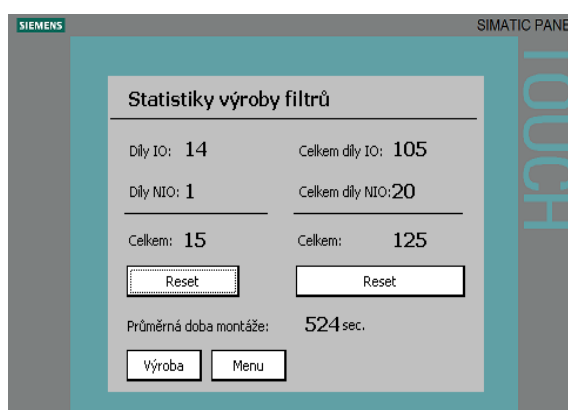 SIEMENS
SIMATIC PANE
TOUCH
Statistiky výroby filtrů
Díly IO: 14
Celkem díly IO: 105
Díly NIO: 1
Celkem díly NIO: 20
Celkem: 15
Celkem: 125
Reset
Reset
Průměrná doba montáže: 524 sec.
Výroba
Menu